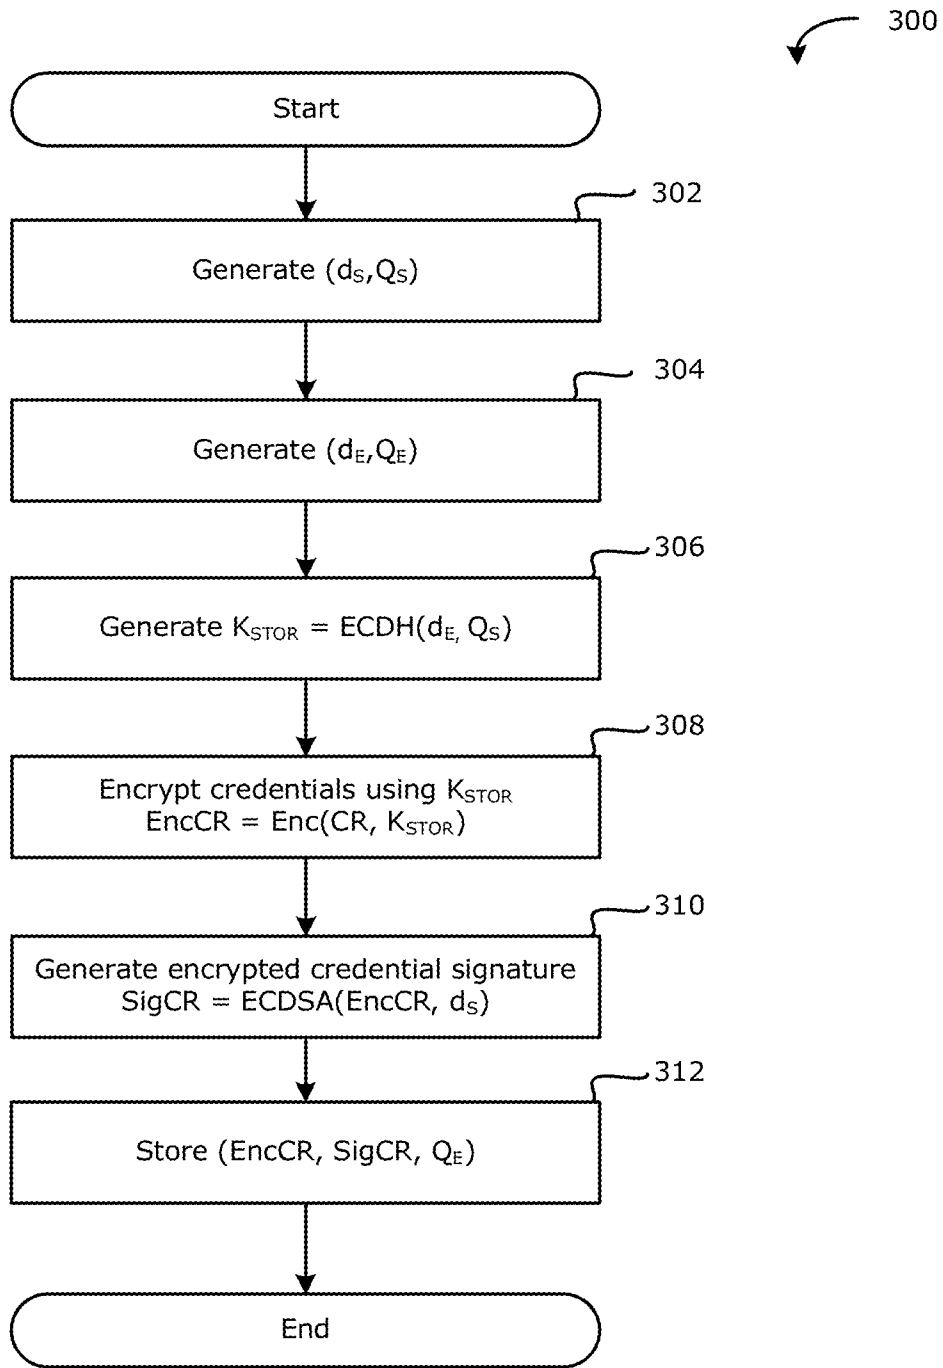 300
Start
302
Generate (dS,QS)
304
Generate (dE,QE)
306
Generate KSTOR = ECDH(dE, QS)
308
Encrypt credentials using KSTOR
EncCR = Enc(CR, KSTOR)
310
Generate encrypted credential signature
SigCR = ECDSA(EncCR, dS)
312
Store (EncCR, SigCR, QE)
End